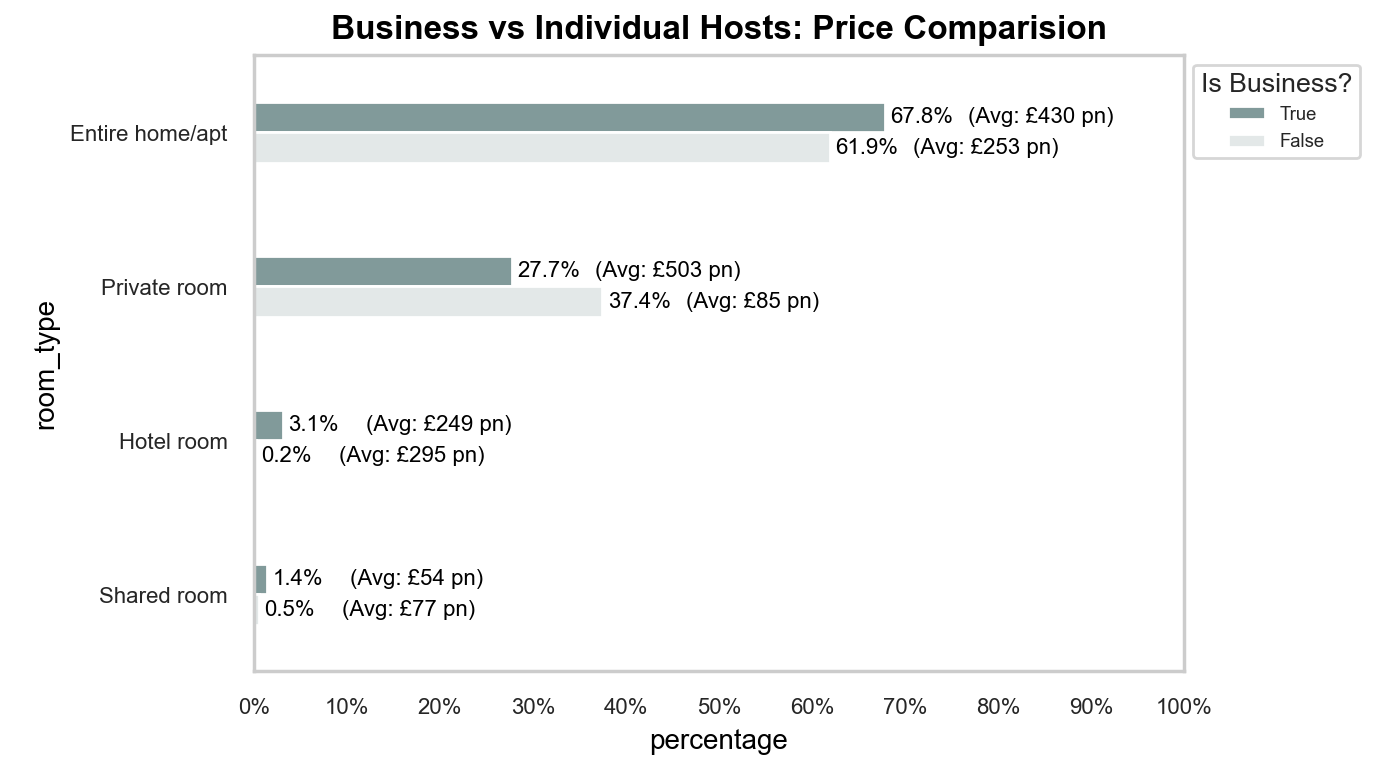 Business vs Individual Hosts: Price Comparision
Is Business?
True
False
Entire home/apt
67.8% (Avg: £430 pn)
61.9% (Avg: £253 pn)
Private room
27.7% (Avg: £503 pn)
37.4% (Avg: £85 pn)
Hotel room
3.1% (Avg: £249 pn)
0.2% (Avg: £295 pn)
Shared room
1.4% (Avg: £54 pn)
0.5% (Avg: £77 pn)
room_type
0% 10% 20% 30% 40% 50% 60% 70% 80% 90% 100%
percentage